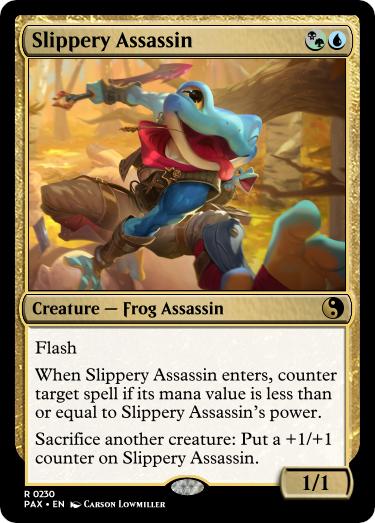 Slippery Assassin
Creature — Frog Assassin
Flash
When Slippery Assassin enters, counter
target spell if its mana value is less than
or equal to Slippery Assassin's power.
Sacrifice another creature: Put a +1/+1
counter on Slippery Assassin.
1/1
R 0230
PAX • EN Carson Lowmiller